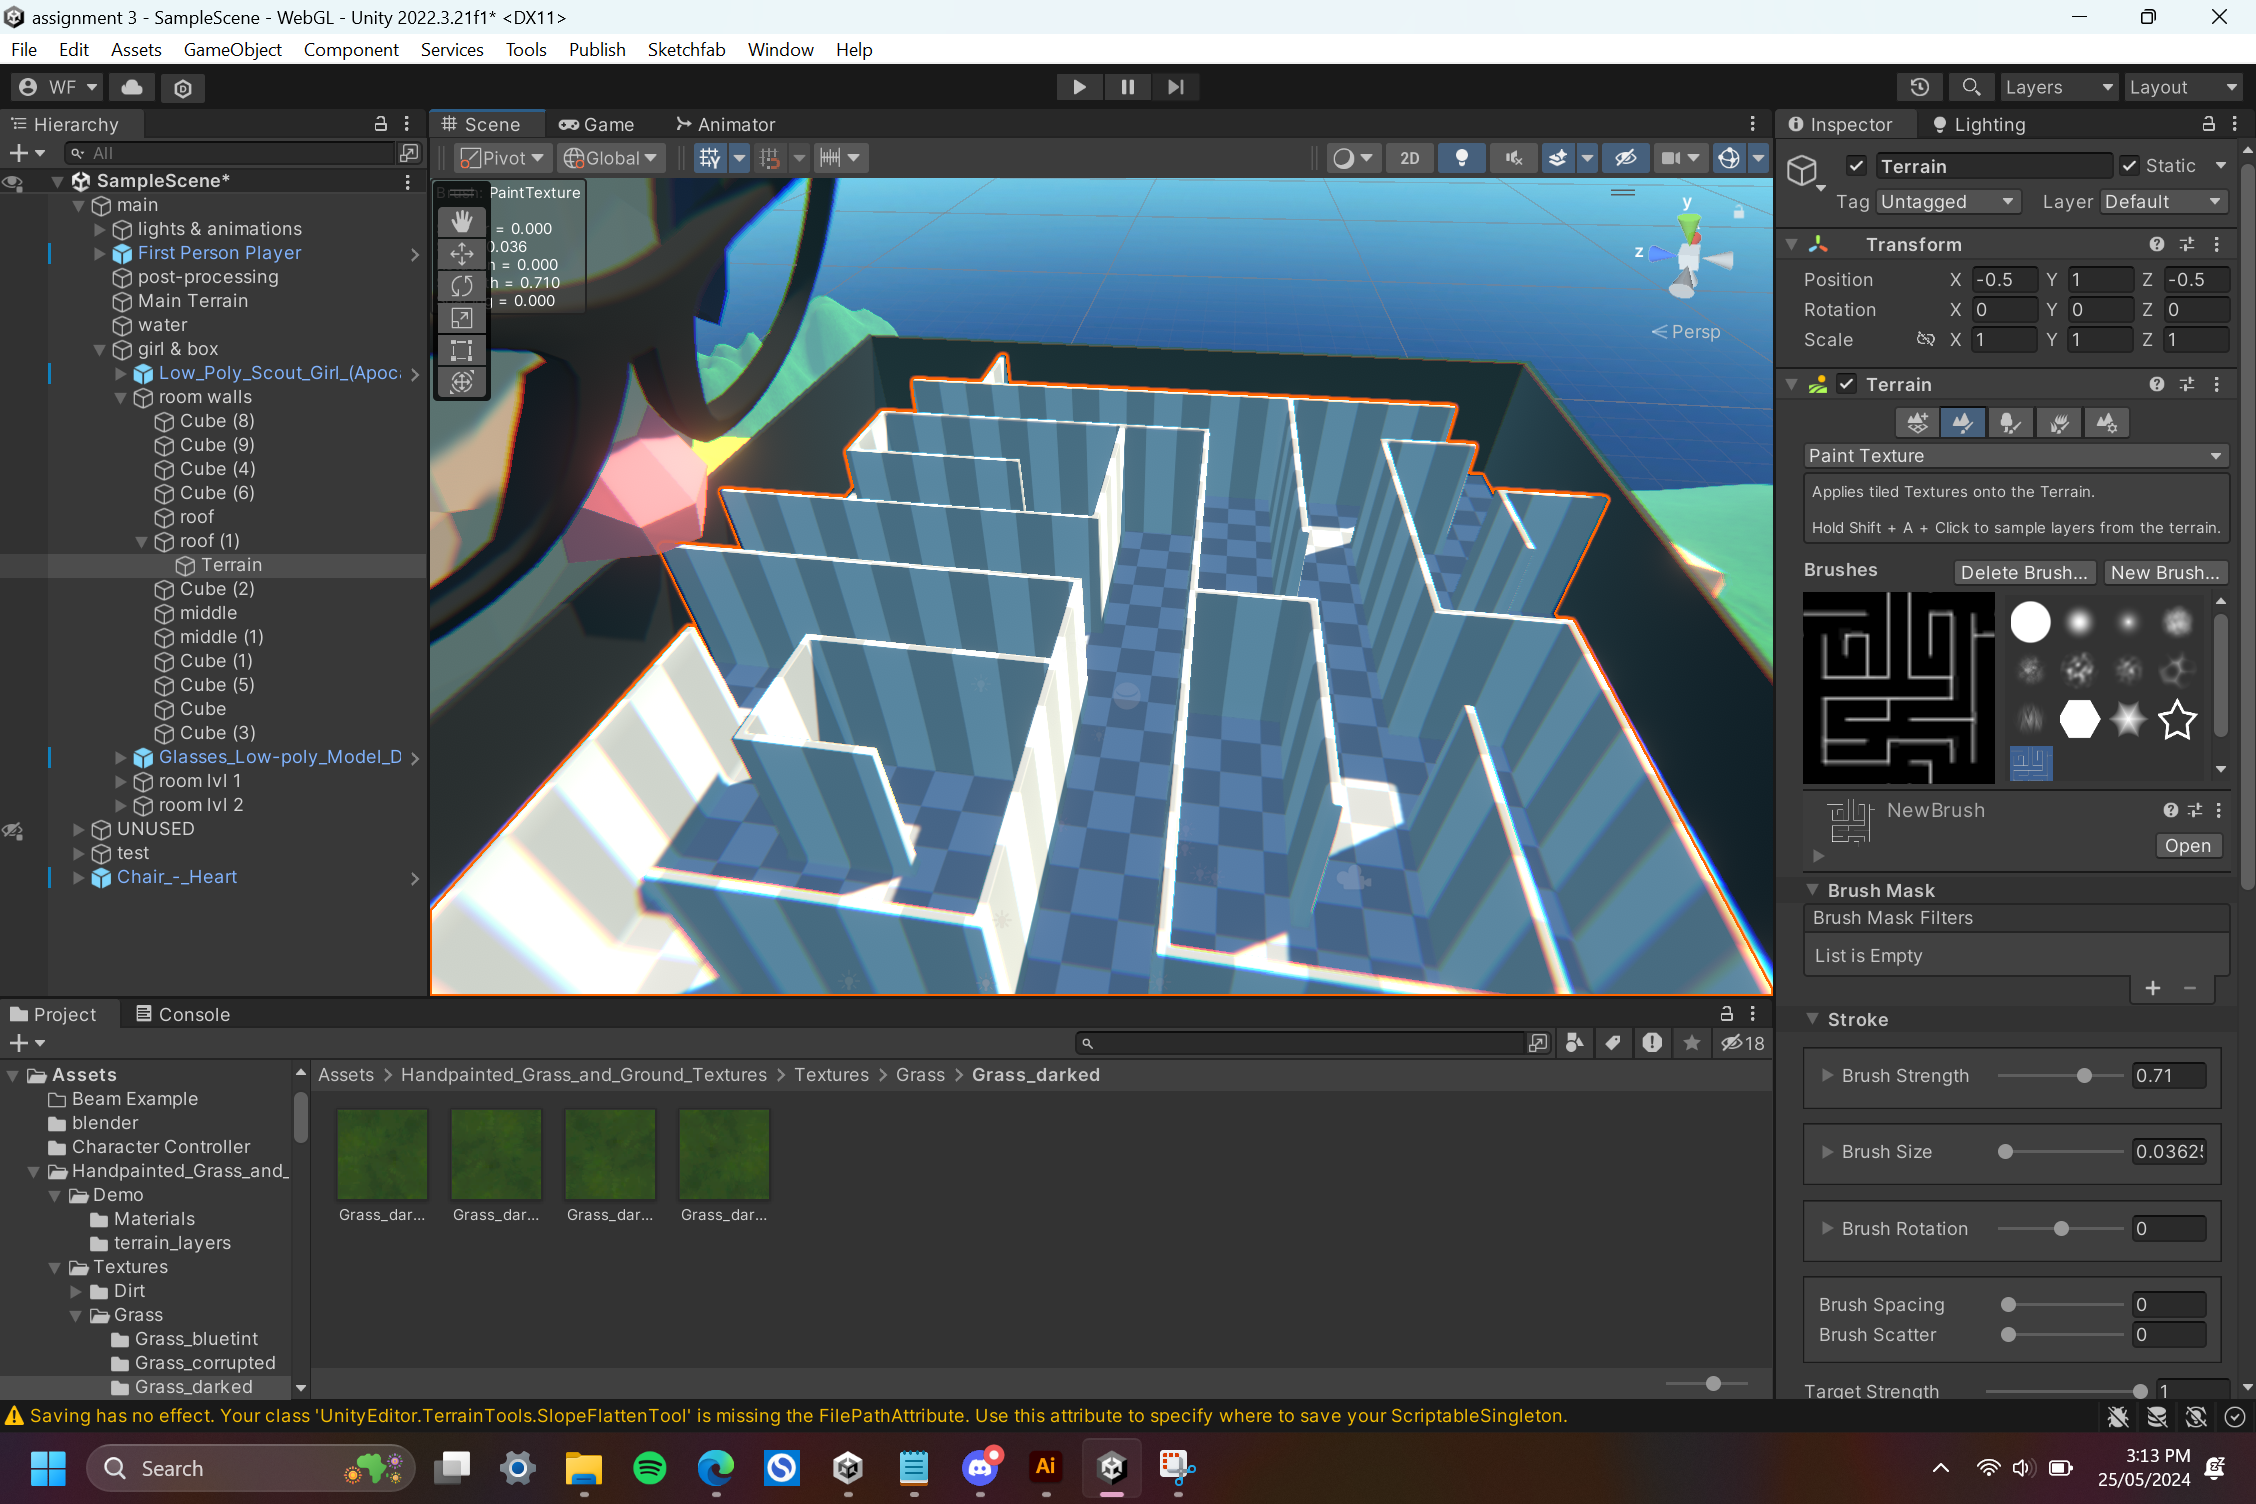 assignment 3 - SampleScene - WebGL - Unity 2022.3.21f1* <DX11>
File Edit Assets GameObject Component Services Tools Publish Sketchfab Window Help
WF
Layers Layout
Hierarchy
All
SampleScene*
main
lights & animations
First Person Player
post-processing
Main Terrain
water
girl & box
Low_Poly_Scout_Girl_(Apoc
room walls
Cube (8)
Cube (9)
Cube (4)
Cube (6)
roof
roof (1)
Terrain
Cube (2)
middle
middle (1)
Cube (1)
Cube (5)
Cube
Cube (3)
Glasses_Low-poly_Model_D
room lvl 1
room lvl 2
UNUSED
test
Chair_-_Heart
Scene Game Animator
Pivot Global 2D
PaintTexture
= 0.000
0.036
= 0.000
h = 0.710
= 0.000
y
z
Persp
Inspector Lighting
Terrain Static
Tag Untagged Layer Default
Transform
Position X -0.5 Y 1 Z -0.5
Rotation X 0 Y 0 Z 0
Scale X 1 Y 1 Z 1
Terrain
Paint Texture
Applies tiled Textures onto the Terrain.
Hold Shift + A + Click to sample layers from the terrain.
Brushes Delete Brush... New Brush...
NewBrush
Open
Brush Mask
Brush Mask Filters
List is Empty
Stroke
Brush Strength 0.71
Brush Size 0.0362
Brush Rotation 0
Brush Spacing 0
Brush Scatter 0
Target Strength 1
Project Console
18
Assets
Beam Example
blender
Character Controller
Handpainted_Grass_and_
Demo
Materials
terrain_layers
Textures
Dirt
Grass
Grass_bluetint
Grass_corrupted
Grass_darked
Assets > Handpainted_Grass_and_Ground_Textures > Textures > Grass > Grass_darked
Grass_dar... Grass_dar... Grass_dar... Grass_dar...
Saving has no effect. Your class 'UnityEditor.TerrainTools.SlopeFlattenTool' is missing the FilePathAttribute. Use this attribute to specify where to save your ScriptableSingleton.
Search
Ai
3:13 PM
25/05/2024